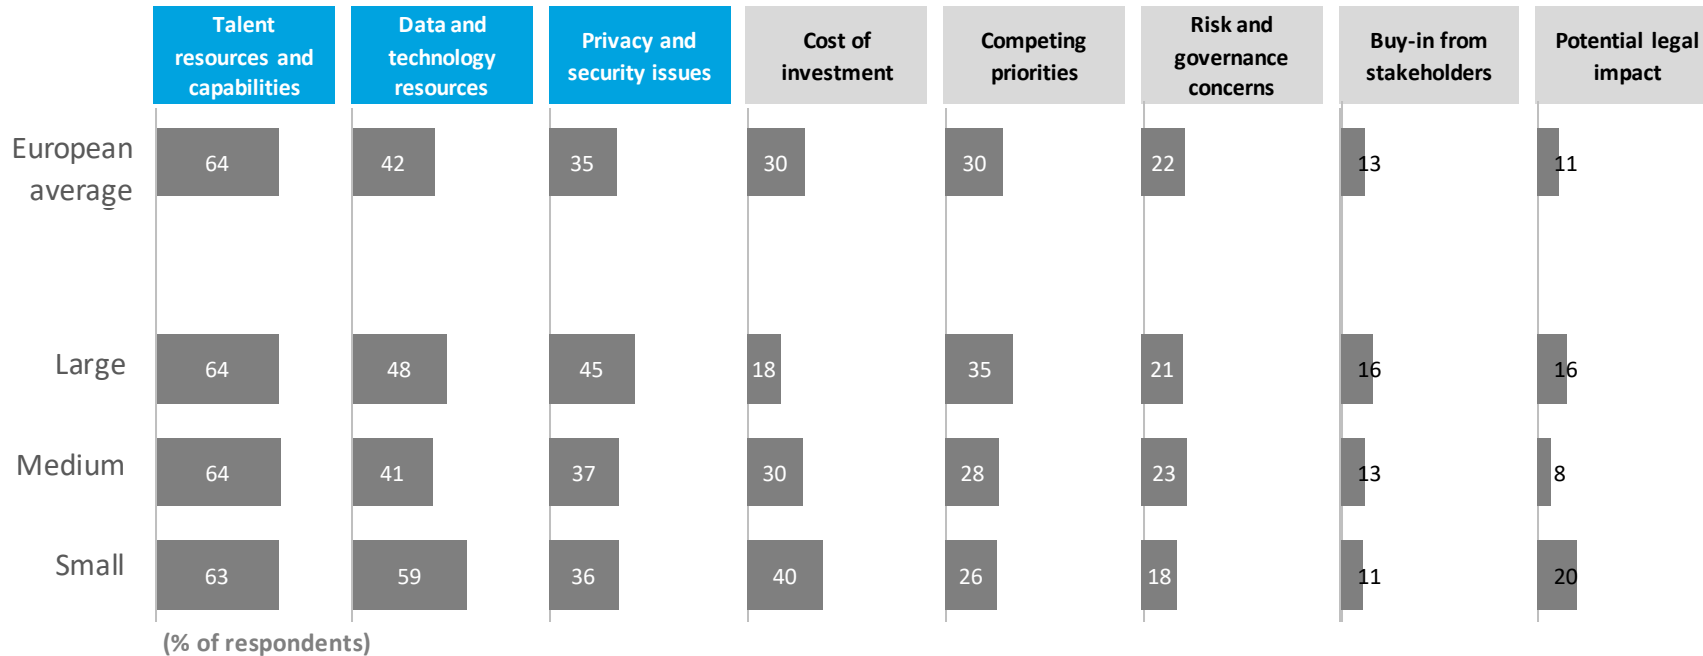 Talent
resources and
capabilities
Data and
technology
resources
Privacy and
security issues
Cost of
investment
Competing
priorities
Risk and
governance
concerns
Buy-in from
stakeholders
Potential legal
impact
European
average
64
42
35
30
30
22
13
11
Large
64
48
45
18
35
21
16
16
Medium
64
41
37
30
28
23
13
8
Small
63
59
36
40
26
18
11
20
(% of respondents)